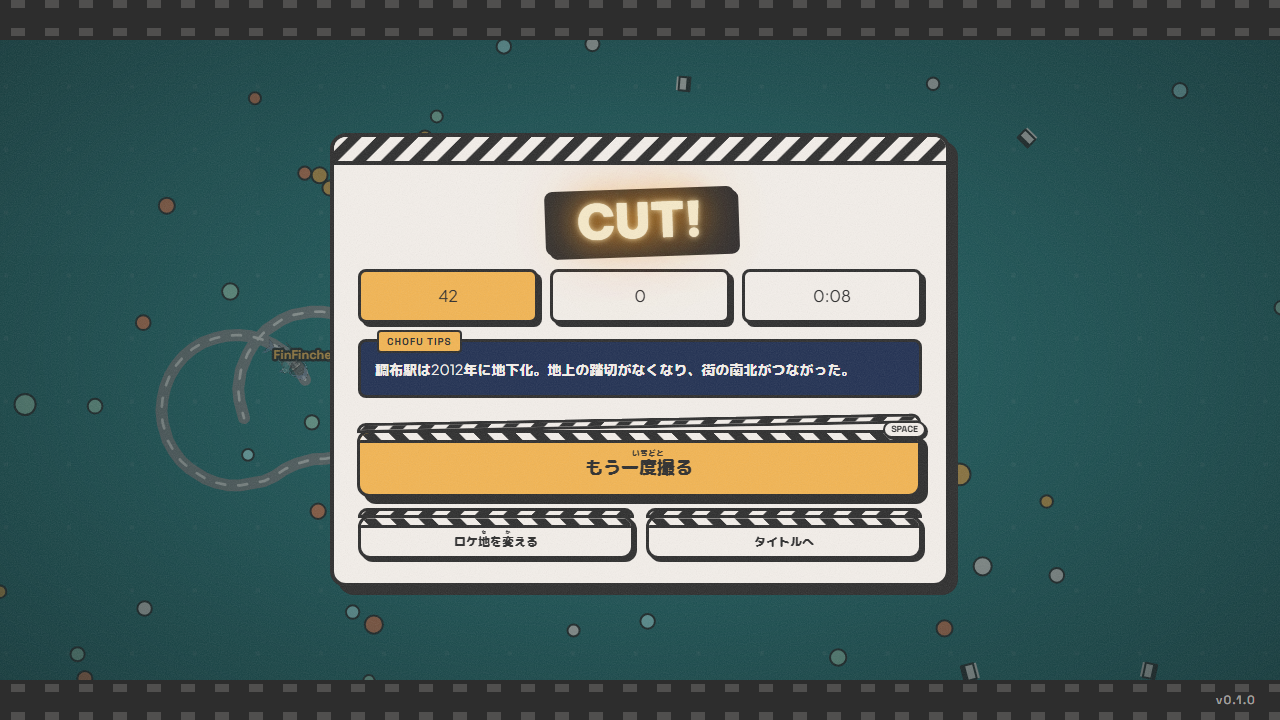 CUT!
42
0
0:08
CHOFU TIPS
調布駅は2012年に地下化。地上の踏切がなくなり、街の南北がつながった。
FinFinche
SPACE
いちどと
もう一度撮る
ロケ地を変える
タイトルへ
v0.1.0